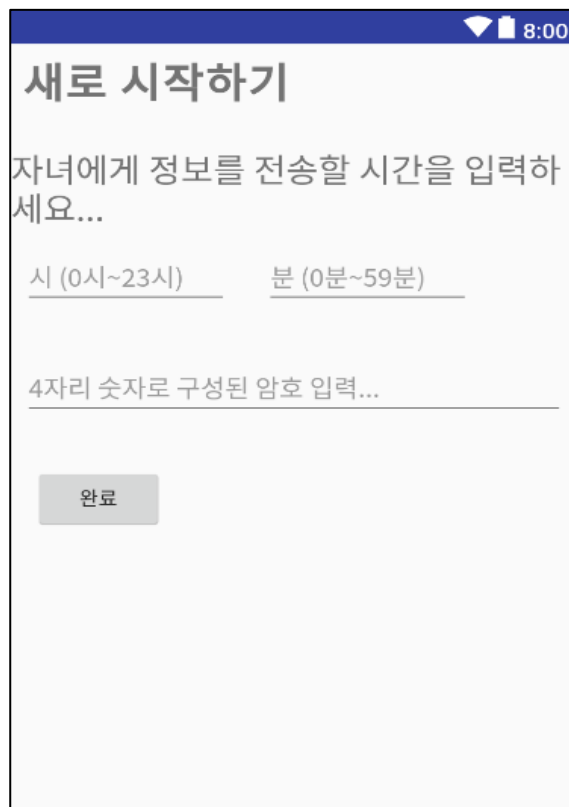 8:00
새로 시작하기
자녀에게 정보를 전송할 시간을 입력하
세요...
시 (0시~23시) 분 (0분~59분)
4자리 숫자로 구성된 암호 입력...
완료